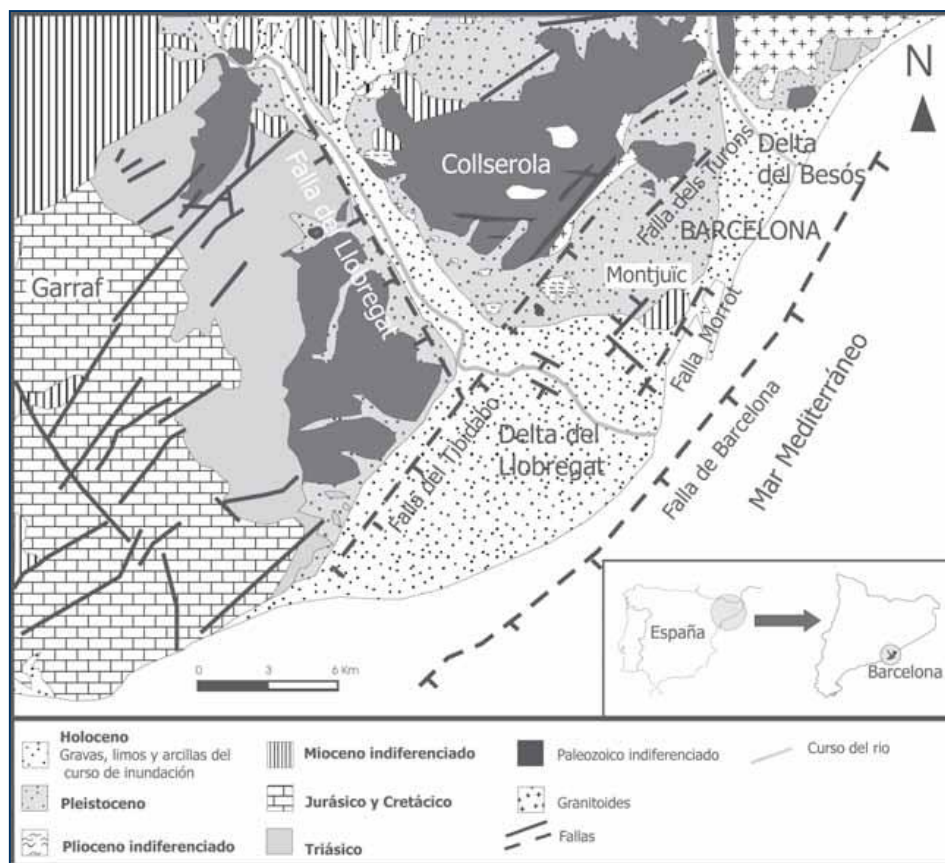 N
Collserola
Falla dels Turons
Delta
del Besós
BARCELONA
Falla del Llobregat
Garraf
Montjuïc
Falla Morrot
Falla del Tibidabo
Delta del
Llobregat
Falla de Barcelona
Mar Mediterráneo
0 3 6 Km
España
Barcelona
Holoceno
Gravas, limos y arcillas del
curso de inundación
Pleistoceno
Plioceno indiferenciado
Mioceno indiferenciado
Jurásico y Cretácico
Triásico
Paleozoico indiferenciado
Granitoides
Fallas
Curso del rio